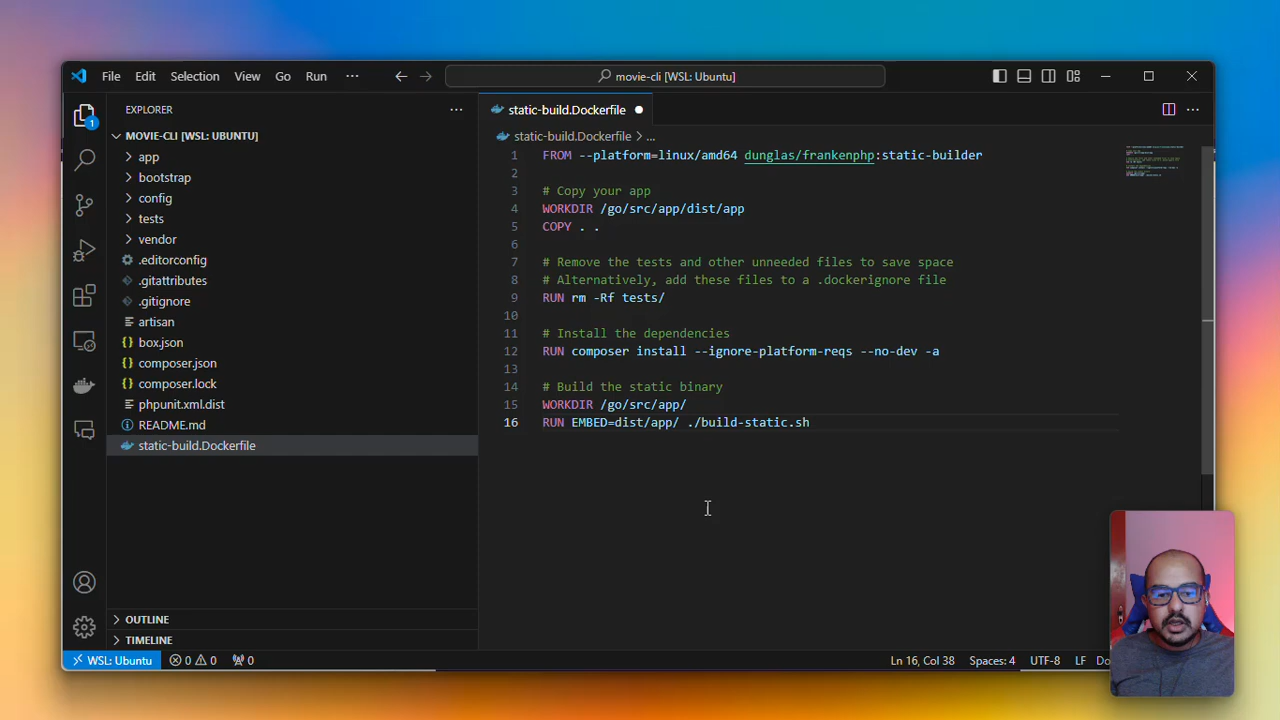 File Edit Selection View Go Run ··· movie-cli [WSL: Ubuntu]
EXPLORER ···
static-build.Dockerfile
MOVIE-CLI [WSL: UBUNTU]
app
bootstrap
config
tests
vendor
.editorconfig
.gitattributes
.gitignore
artisan
{} box.json
{} composer.json
{} composer.lock
phpunit.xml.dist
README.md
static-build.Dockerfile
OUTLINE
TIMELINE
1
static-build.Dockerfile > ...
1 FROM --platform=linux/amd64 dunglas/frankenphp:static-builder
2
3 # Copy your app
4 WORKDIR /go/src/app/dist/app
5 COPY . .
6
7 # Remove the tests and other unneeded files to save space
8 # Alternatively, add these files to a .dockerignore file
9 RUN rm -Rf tests/
10
11 # Install the dependencies
12 RUN composer install --ignore-platform-reqs --no-dev -a
13
14 # Build the static binary
15 WORKDIR /go/src/app/
16 RUN EMBED=dist/app/ ./build-static.sh
WSL: Ubuntu 0 0 0 Ln 16, Col 38 Spaces: 4 UTF-8 LF Do